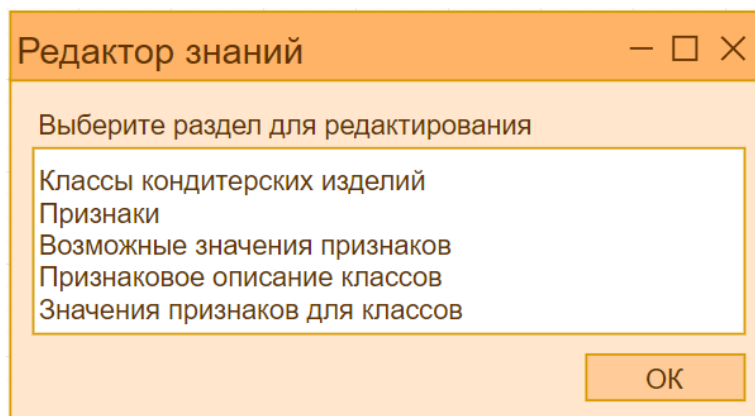 Редактор знаний
Выберите раздел для редактирования
Классы кондитерских изделий
Признаки
Возможные значения признаков
Признаковое описание классов
Значения признаков для классов
ОК